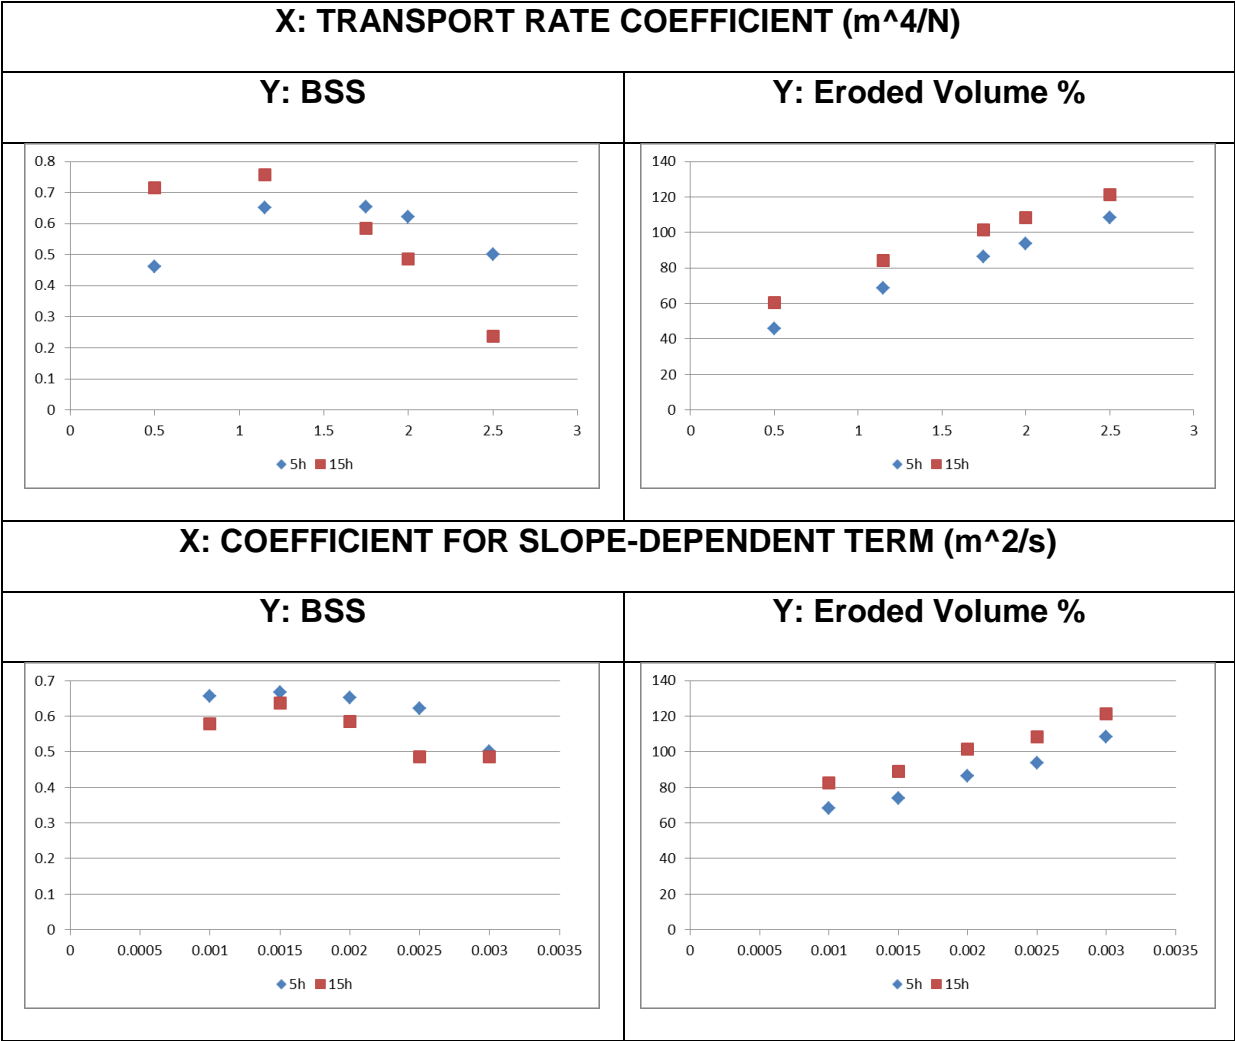 X: TRANSPORT RATE COEFFICIENT (m^4/N)
Y: BSS
Y: Eroded Volume %
0.8
0.7
0.6
0.5
0.4
0.3
0.2
0.1
0
0 0.5 1 1.5 2 2.5 3
5h 15h
140
120
100
80
60
40
20
0
0 0.5 1 1.5 2 2.5 3
5h 15h
X: COEFFICIENT FOR SLOPE-DEPENDENT TERM (m^2/s)
Y: BSS
Y: Eroded Volume %
0.7
0.6
0.5
0.4
0.3
0.2
0.1
0
0 0.0005 0.001 0.0015 0.002 0.0025 0.003 0.0035
5h 15h
140
120
100
80
60
40
20
0
0 0.0005 0.001 0.0015 0.002 0.0025 0.003 0.0035
5h 15h